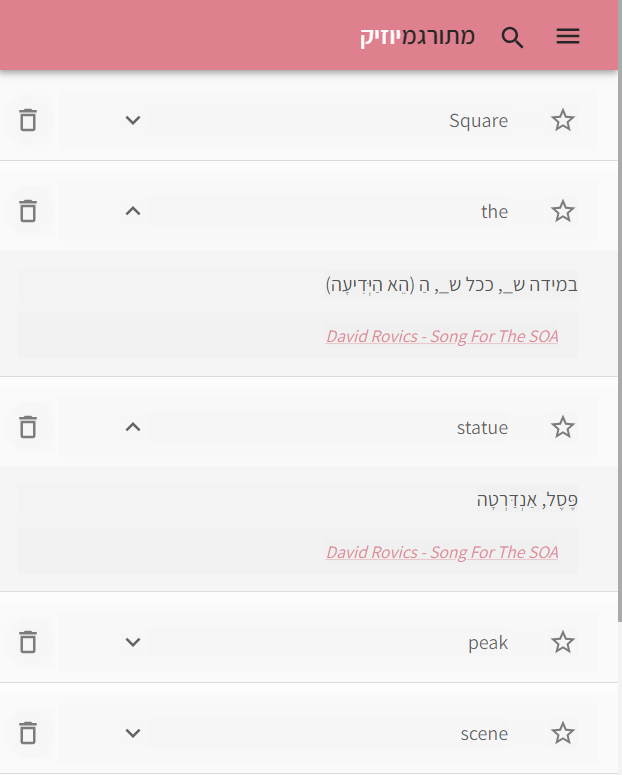 מתורגמיוזיק
Square
the
במידה ש_, ככל ש_, הַ (הֵא הַיְּדִיעָה)
David Rovics - Song For The SOA
statue
פֶּסֶל, אַנְדַּרְטָה
David Rovics - Song For The SOA
peak
scene